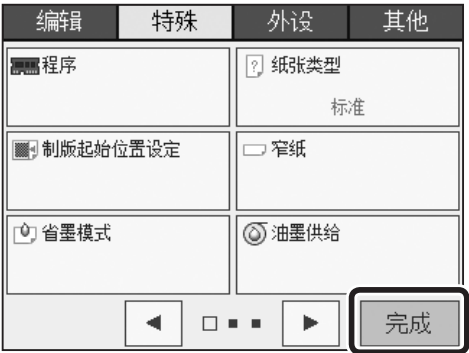 编辑 特殊 外设 其他
程序 纸张类型
标准
制版起始位置设定 窄纸
省墨模式 油墨供给
完成